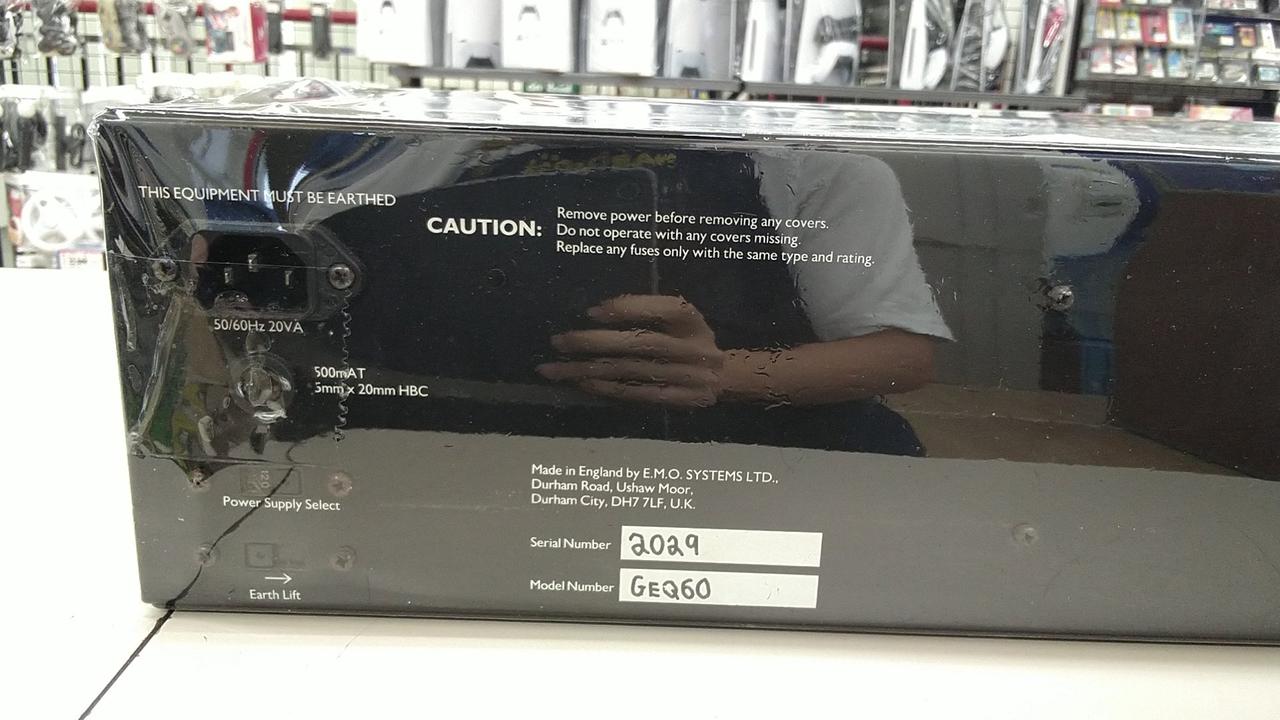 THIS EQUIPMENT MUST BE EARTHED
CAUTION:
Remove power before removing any covers.
Do not operate with any covers missing.
Replace any fuses only with the same type and rating.
50/60Hz 20VA
500mAT
5mm x 20mm HBC
120
Power Supply Select
Earth Lift
Made in England by E.M.O. SYSTEMS LTD.,
Durham Road, Ushaw Moor,
Durham City, DH7 7LF, U.K.
Serial Number 2029
Model Number GEQ60